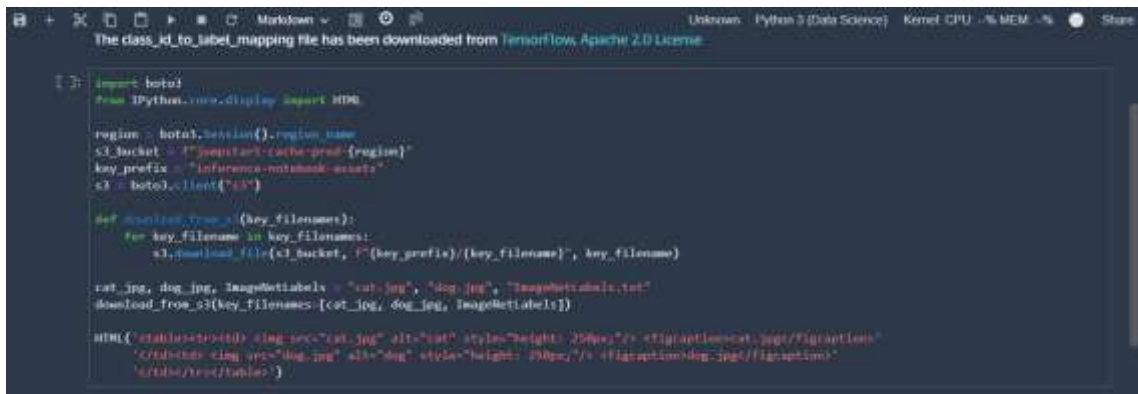 Markdown Unknown Python 3 (Data Science) Kernel CPU: --% MEM: --% Share
The class_id_to_label_mapping file has been downloaded from TensorFlow, Apache 2.0 License
[ ]: import boto3
from IPython.core.display import HTML
region = boto3.Session().region_name
s3_bucket = f"jumpstart-cache-prod-{region}"
key_prefix = "inference-notebook-assets"
s3 = boto3.client("s3")
def download_from_s3(key_filenames):
for key_filename in key_filenames:
s3.download_file(s3_bucket, f"{key_prefix}/{key_filename}", key_filename)
cat_jpg, dog_jpg, ImageNetLabels = "cat.jpg", "dog.jpg", "ImageNetLabels.txt"
download_from_s3(key_filenames=[cat_jpg, dog_jpg, ImageNetLabels])
HTML('<table><tr><td> <img src="cat.jpg" alt="cat" style="height: 250px;"/> <figcaption>cat.jpg</figcaption>'
'</td><td> <img src="dog.jpg" alt="dog" style="height: 250px;"/> <figcaption>dog.jpg</figcaption>'
'</td></tr></table>')